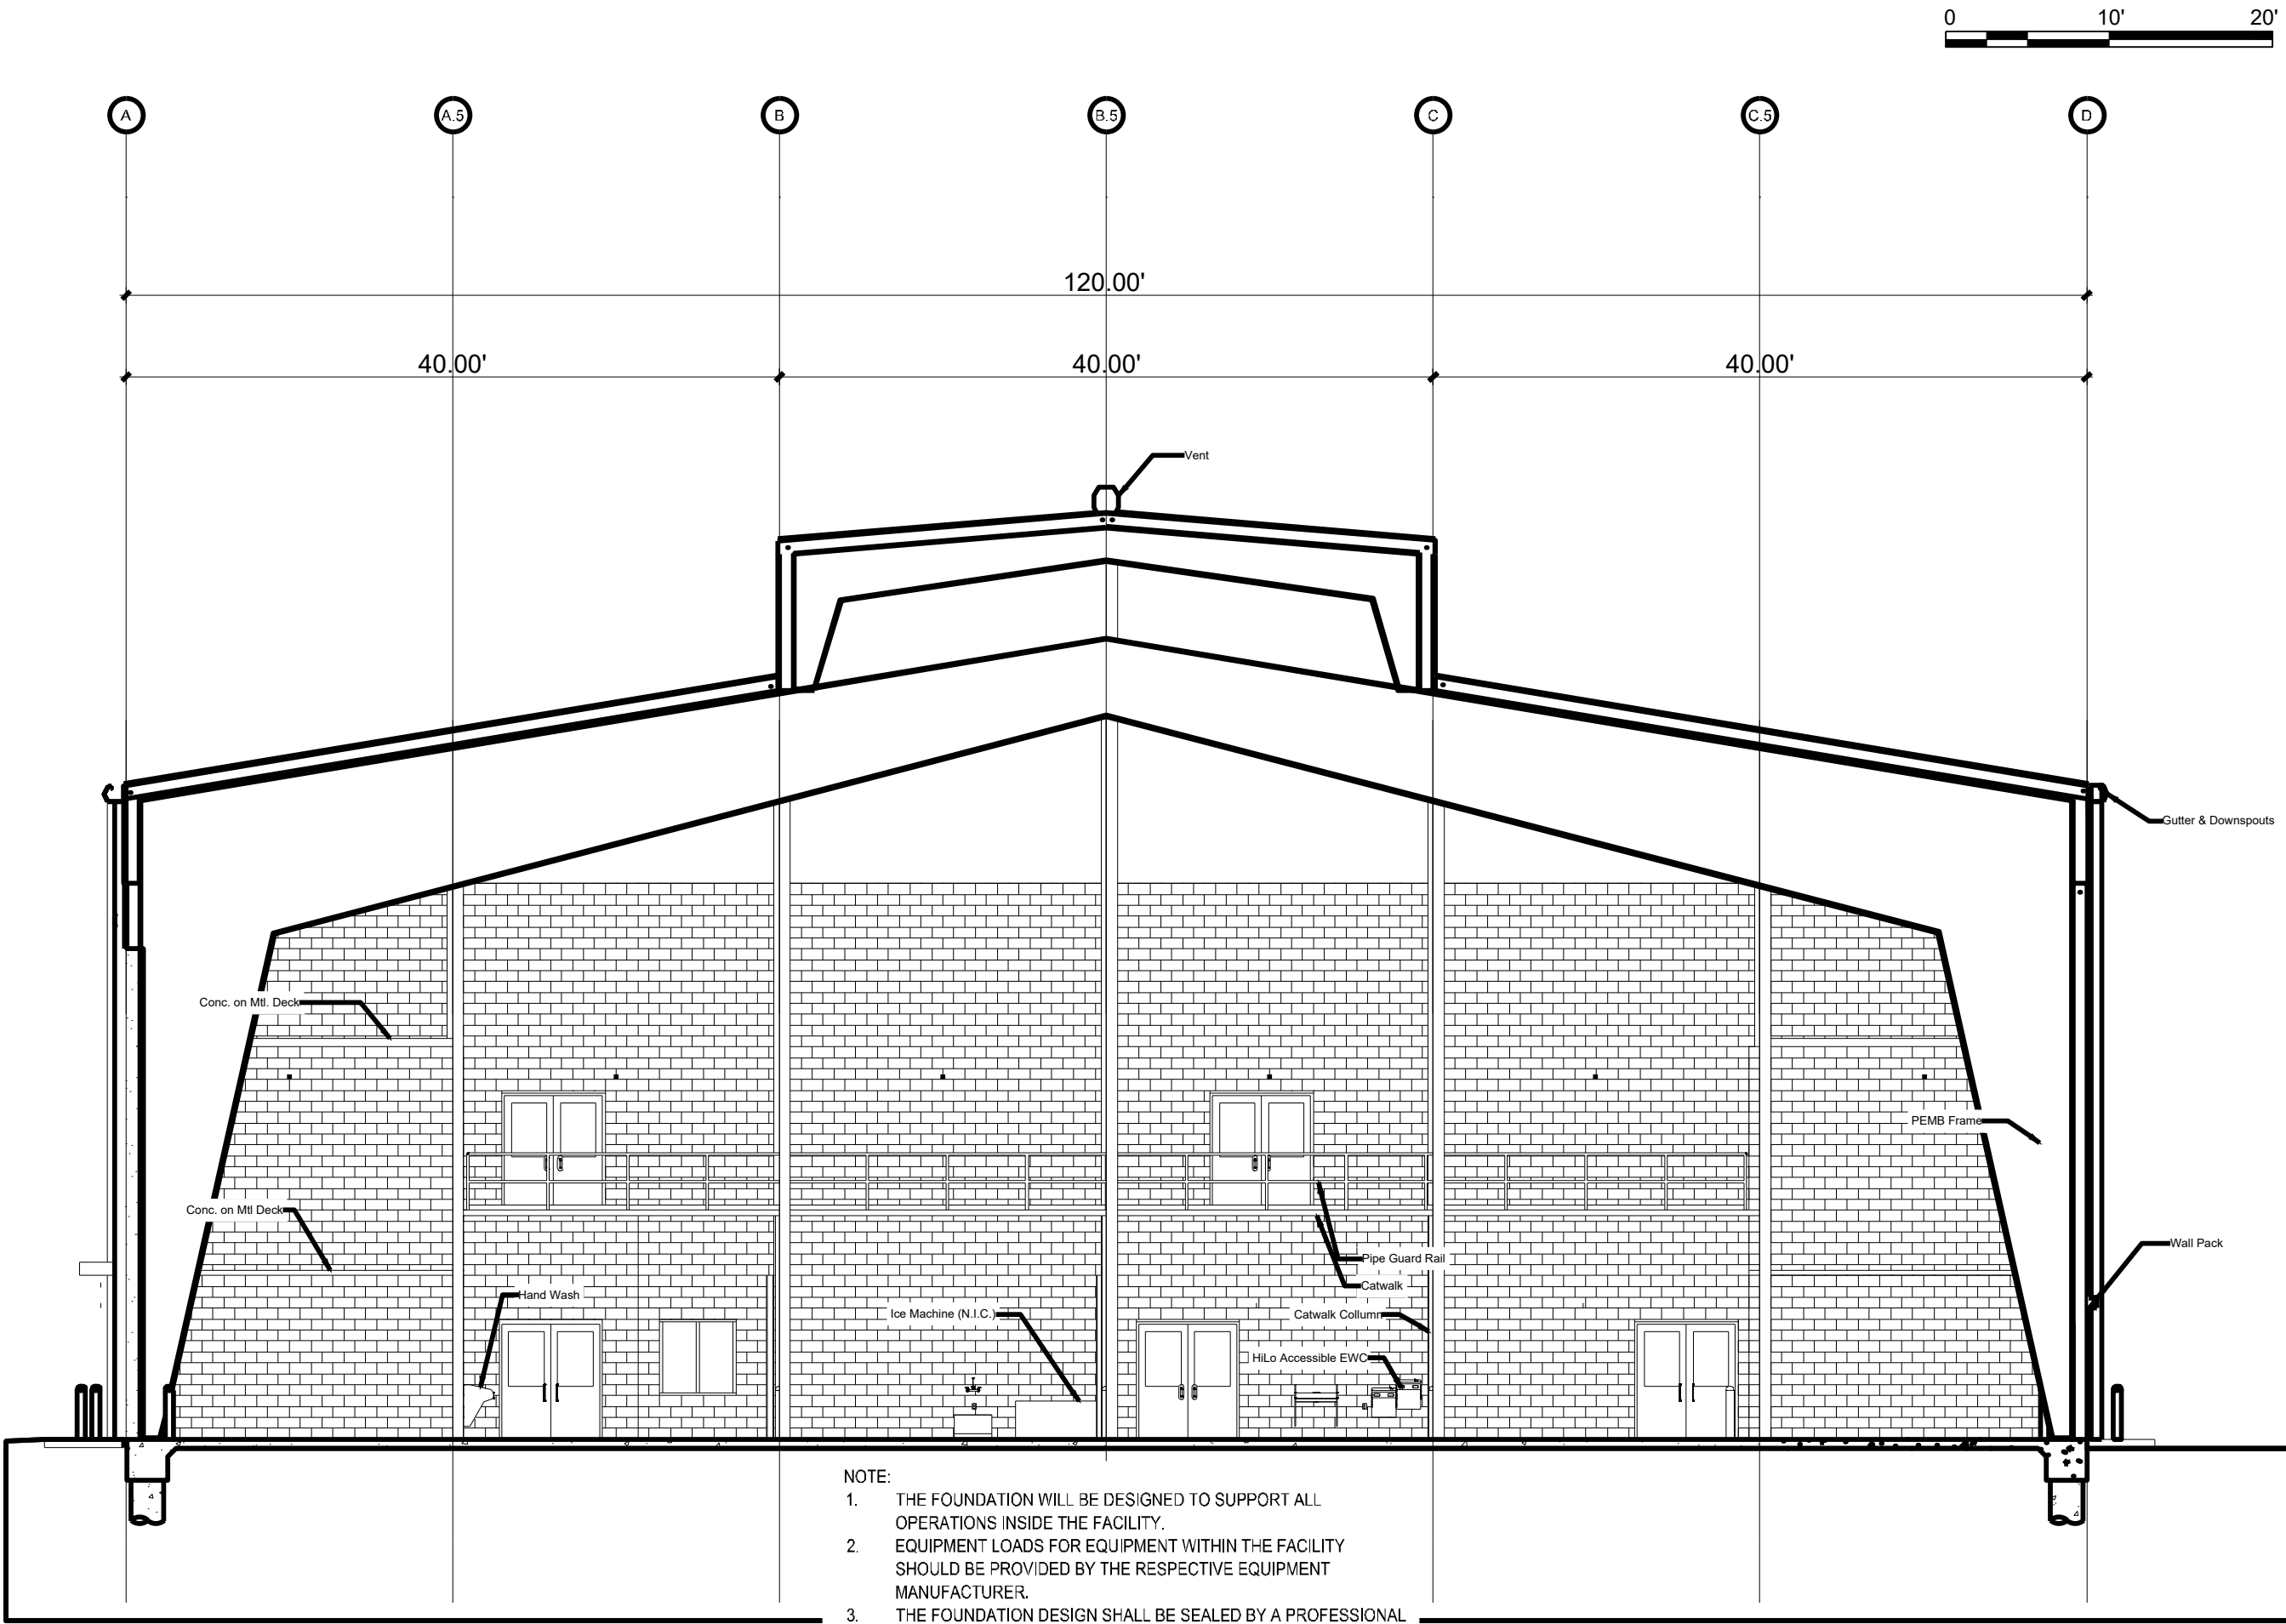 0 10' 20'
A A.5 B B.5 C C.5 D
120.00'
40.00' 40.00' 40.00'
Vent
Gutter & Downspouts
Conc. on Mtl. Deck
PEMB Frame
Conc. on Mtl Deck
Wall Pack
Pipe Guard Rail
Catwalk
Hand Wash
Ice Machine (N.I.C.)
Catwalk Collumn
HiLo Accessible EWC
NOTE:
1. THE FOUNDATION WILL BE DESIGNED TO SUPPORT ALL
OPERATIONS INSIDE THE FACILITY.
2. EQUIPMENT LOADS FOR EQUIPMENT WITHIN THE FACILITY
SHOULD BE PROVIDED BY THE RESPECTIVE EQUIPMENT
MANUFACTURER.
3. THE FOUNDATION DESIGN SHALL BE SEALED BY A PROFESSIONAL